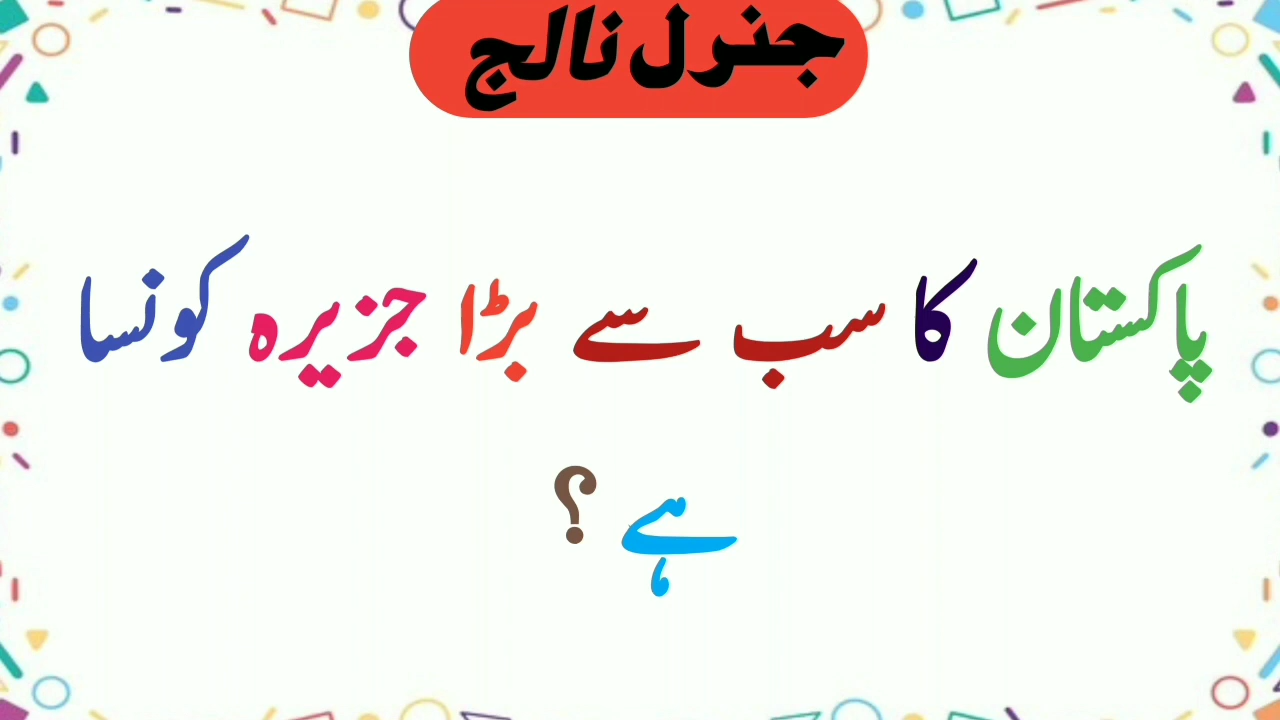 جنرل نالج
پاکستان کا سب سے بڑا جزیرہ کونسا
ہے ؟